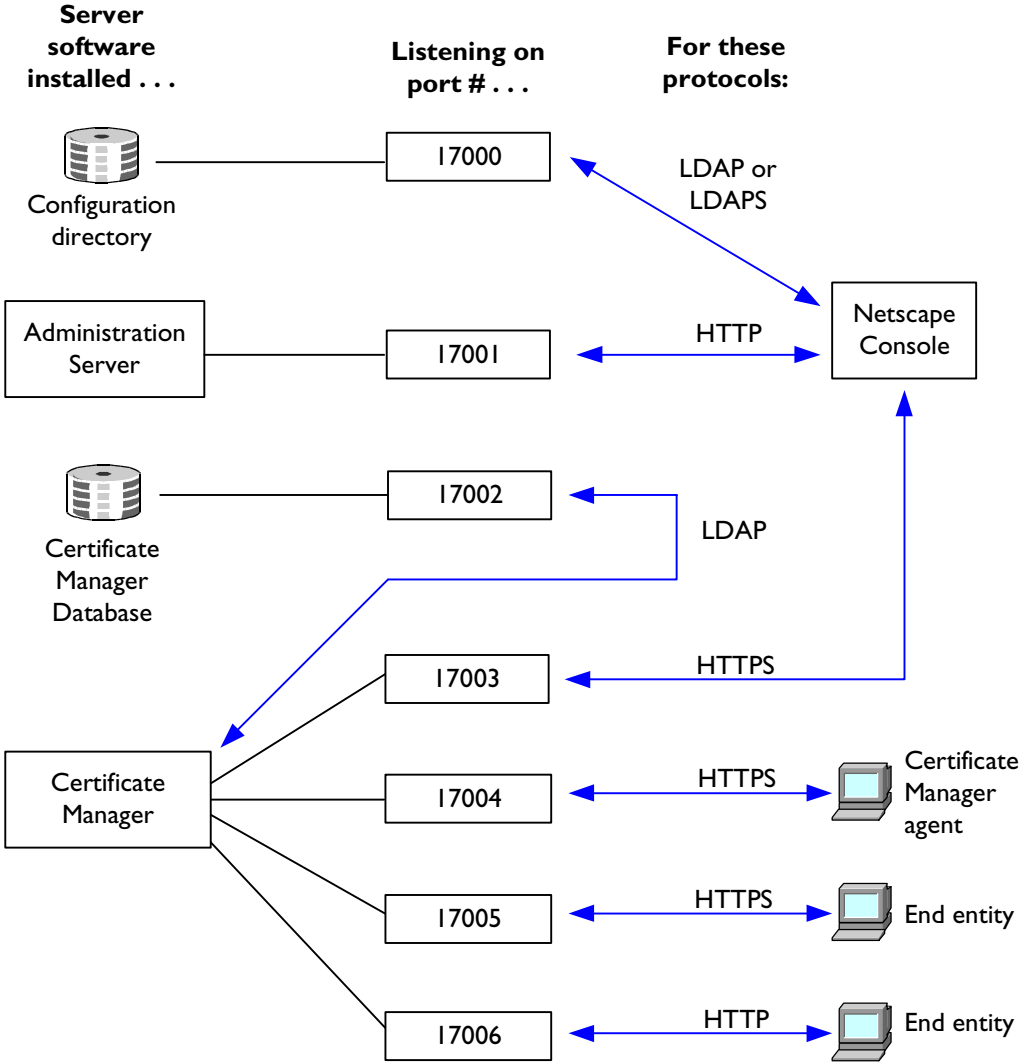 Server
software
installed . . .
Listening on
port # . . .
For these
protocols:
17000
LDAP or
LDAPS
Configuration
directory
Administration
Server
17001
HTTP
Netscape
Console
17002
LDAP
Certificate
Manager
Database
17003
HTTPS
Certificate
Manager
17004
HTTPS
Certificate
Manager
agent
17005
HTTPS
End entity
17006
HTTP
End entity